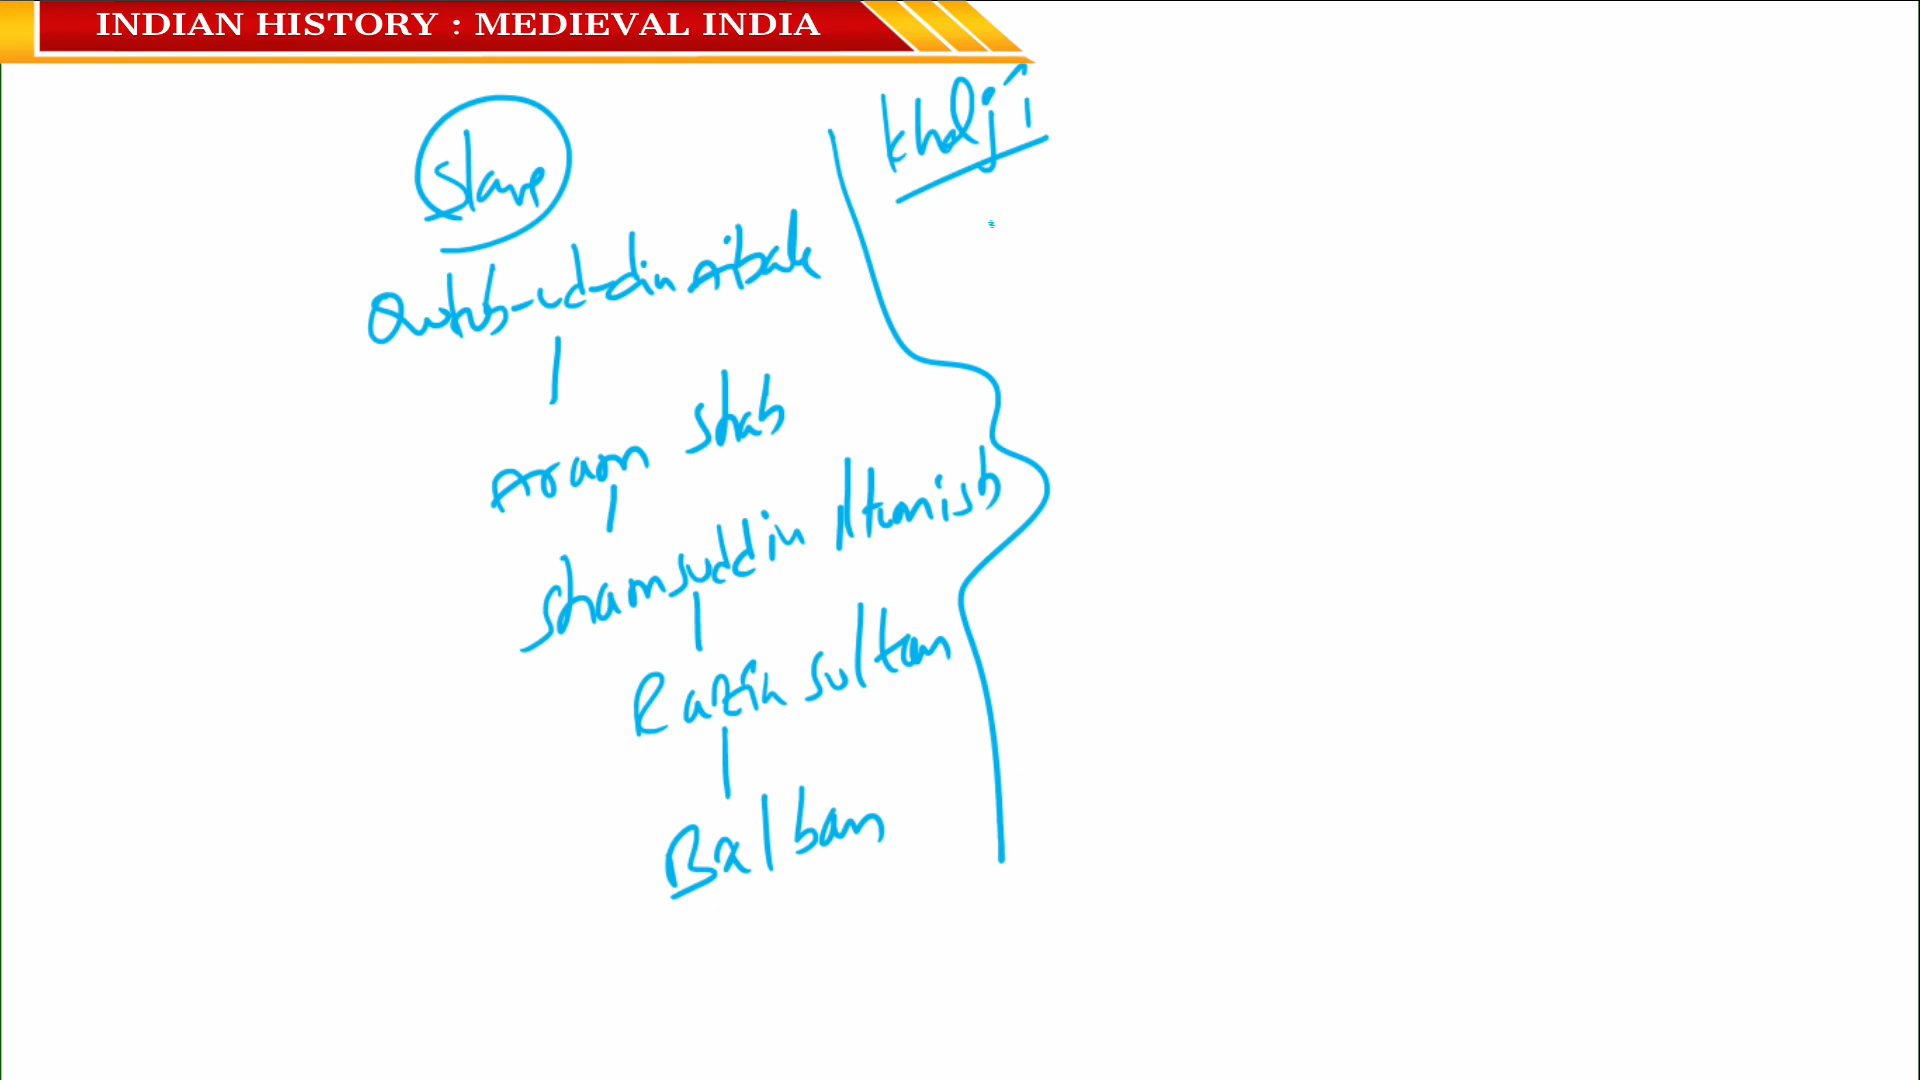 INDIAN HISTORY : MEDIEVAL INDIA
Slave
Qutub-ud-din Aibak
Aram Shah
Shamsuddin Iltumish
Razia sultan
Balban
Khalji